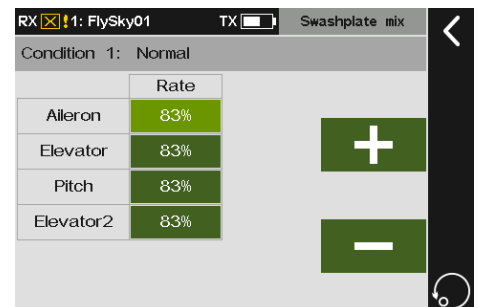 RX ! 1: FlySky01 TX Swashplate mix
Condition 1: Normal
Rate
Aileron 83%
Elevator 83%
Pitch 83%
Elevator2 83%